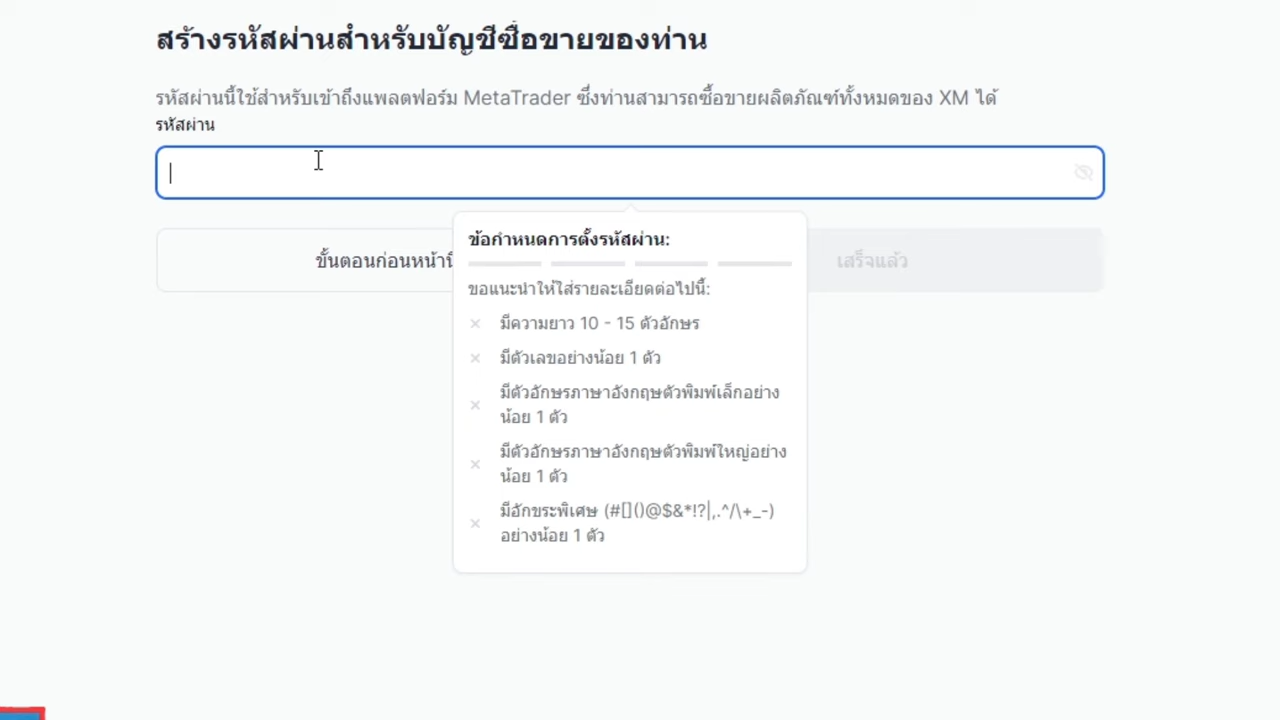 สร้างรหัสผ่านสำหรับบัญชีซื้อขายของท่าน
รหัสผ่านนี้ใช้สำหรับเข้าถึงแพลตฟอร์ม MetaTrader ซึ่งท่านสามารถซื้อขายผลิตภัณฑ์ทั้งหมดของ XM ได้
รหัสผ่าน
ขั้นตอนก่อนหน้านี้
เสร็จแล้ว
ข้อกำหนดการตั้งรหัสผ่าน:
ขอแนะนำให้ใส่รายละเอียดต่อไปนี้:
มีความยาว 10 - 15 ตัวอักษร
มีตัวเลขอย่างน้อย 1 ตัว
มีตัวอักษรภาษาอังกฤษตัวพิมพ์เล็กอย่าง
น้อย 1 ตัว
มีตัวอักษรภาษาอังกฤษตัวพิมพ์ใหญ่อย่าง
น้อย 1 ตัว
มีอักขระพิเศษ (#[]()@$&*!?|,.^/\+_-)
อย่างน้อย 1 ตัว